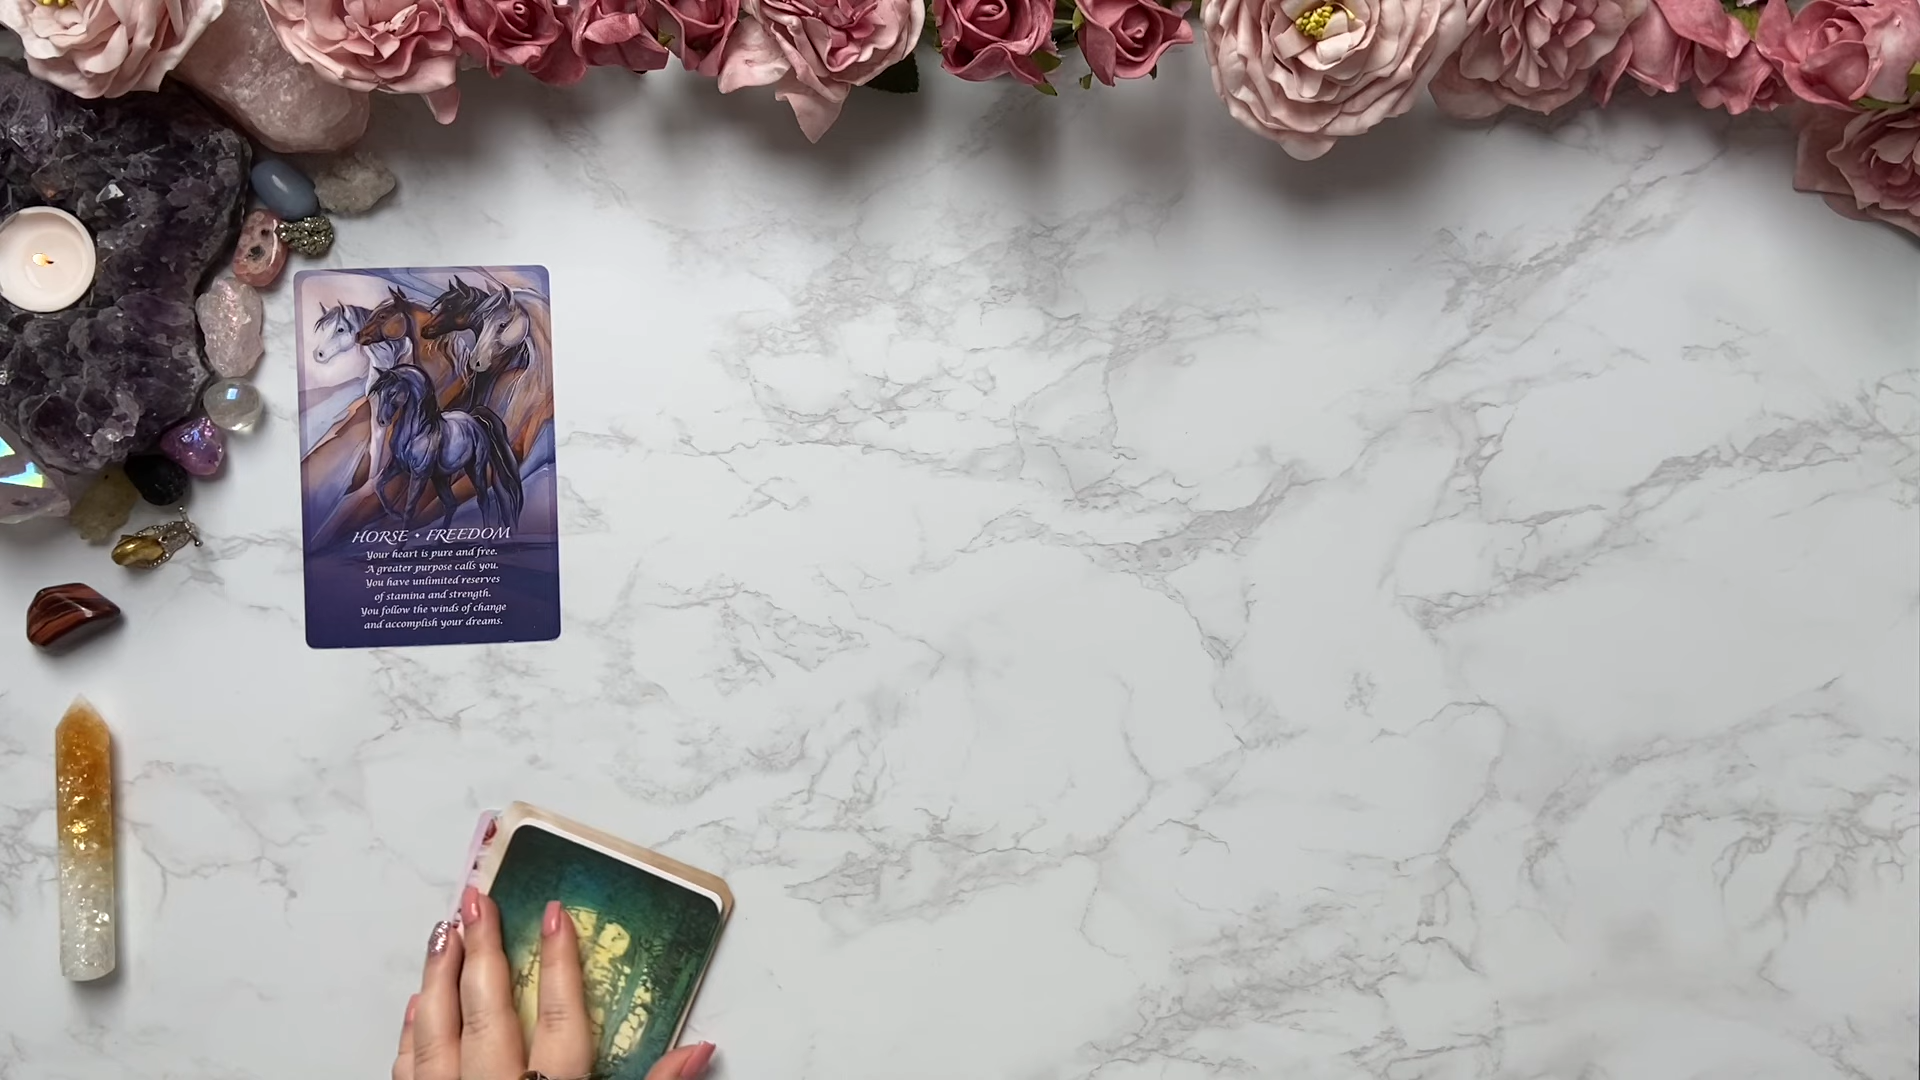 HORSE • FREEDOM
Your heart is pure and free.
A greater purpose calls you.
You have unlimited reserves
of stamina and strength.
You follow the winds of change
and accomplish your dreams.